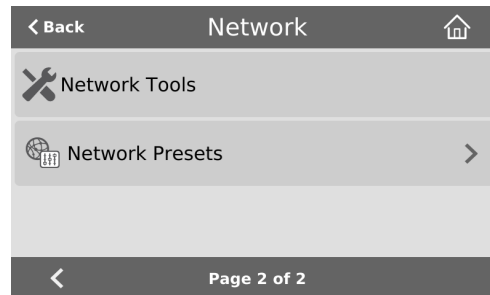 Back
Network
Network Tools
Network Presets
Page 2 of 2